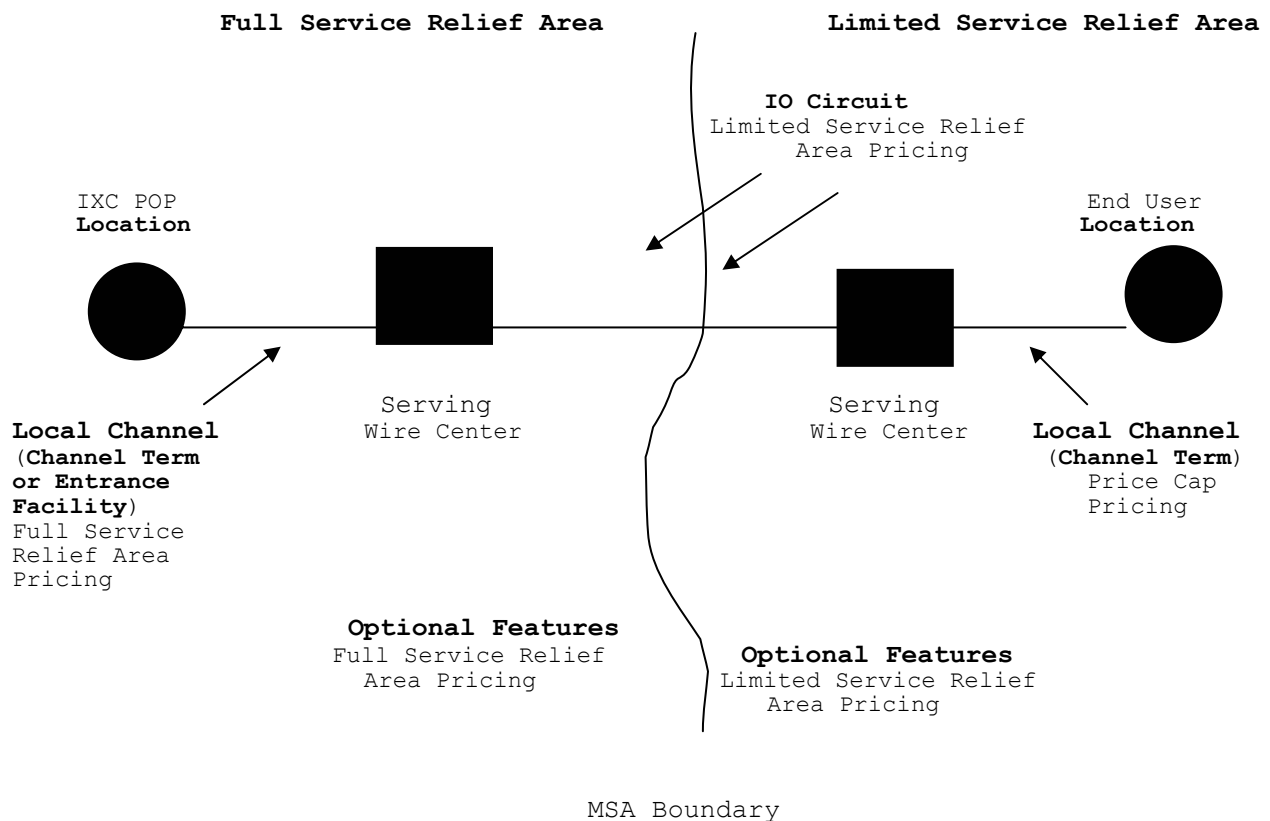 Full Service Relief Area
Limited Service Relief Area
IO Circuit
Limited Service Relief
Area Pricing
IXC POP
Location
End User
Location
Serving
Wire Center
Serving
Wire Center
Local Channel
(Channel Term
or Entrance
Facility)
Full Service
Relief Area
Pricing
Local Channel
(Channel Term)
Price Cap
Pricing
Optional Features
Full Service Relief
Area Pricing
Optional Features
Limited Service Relief
Area Pricing
MSA Boundary